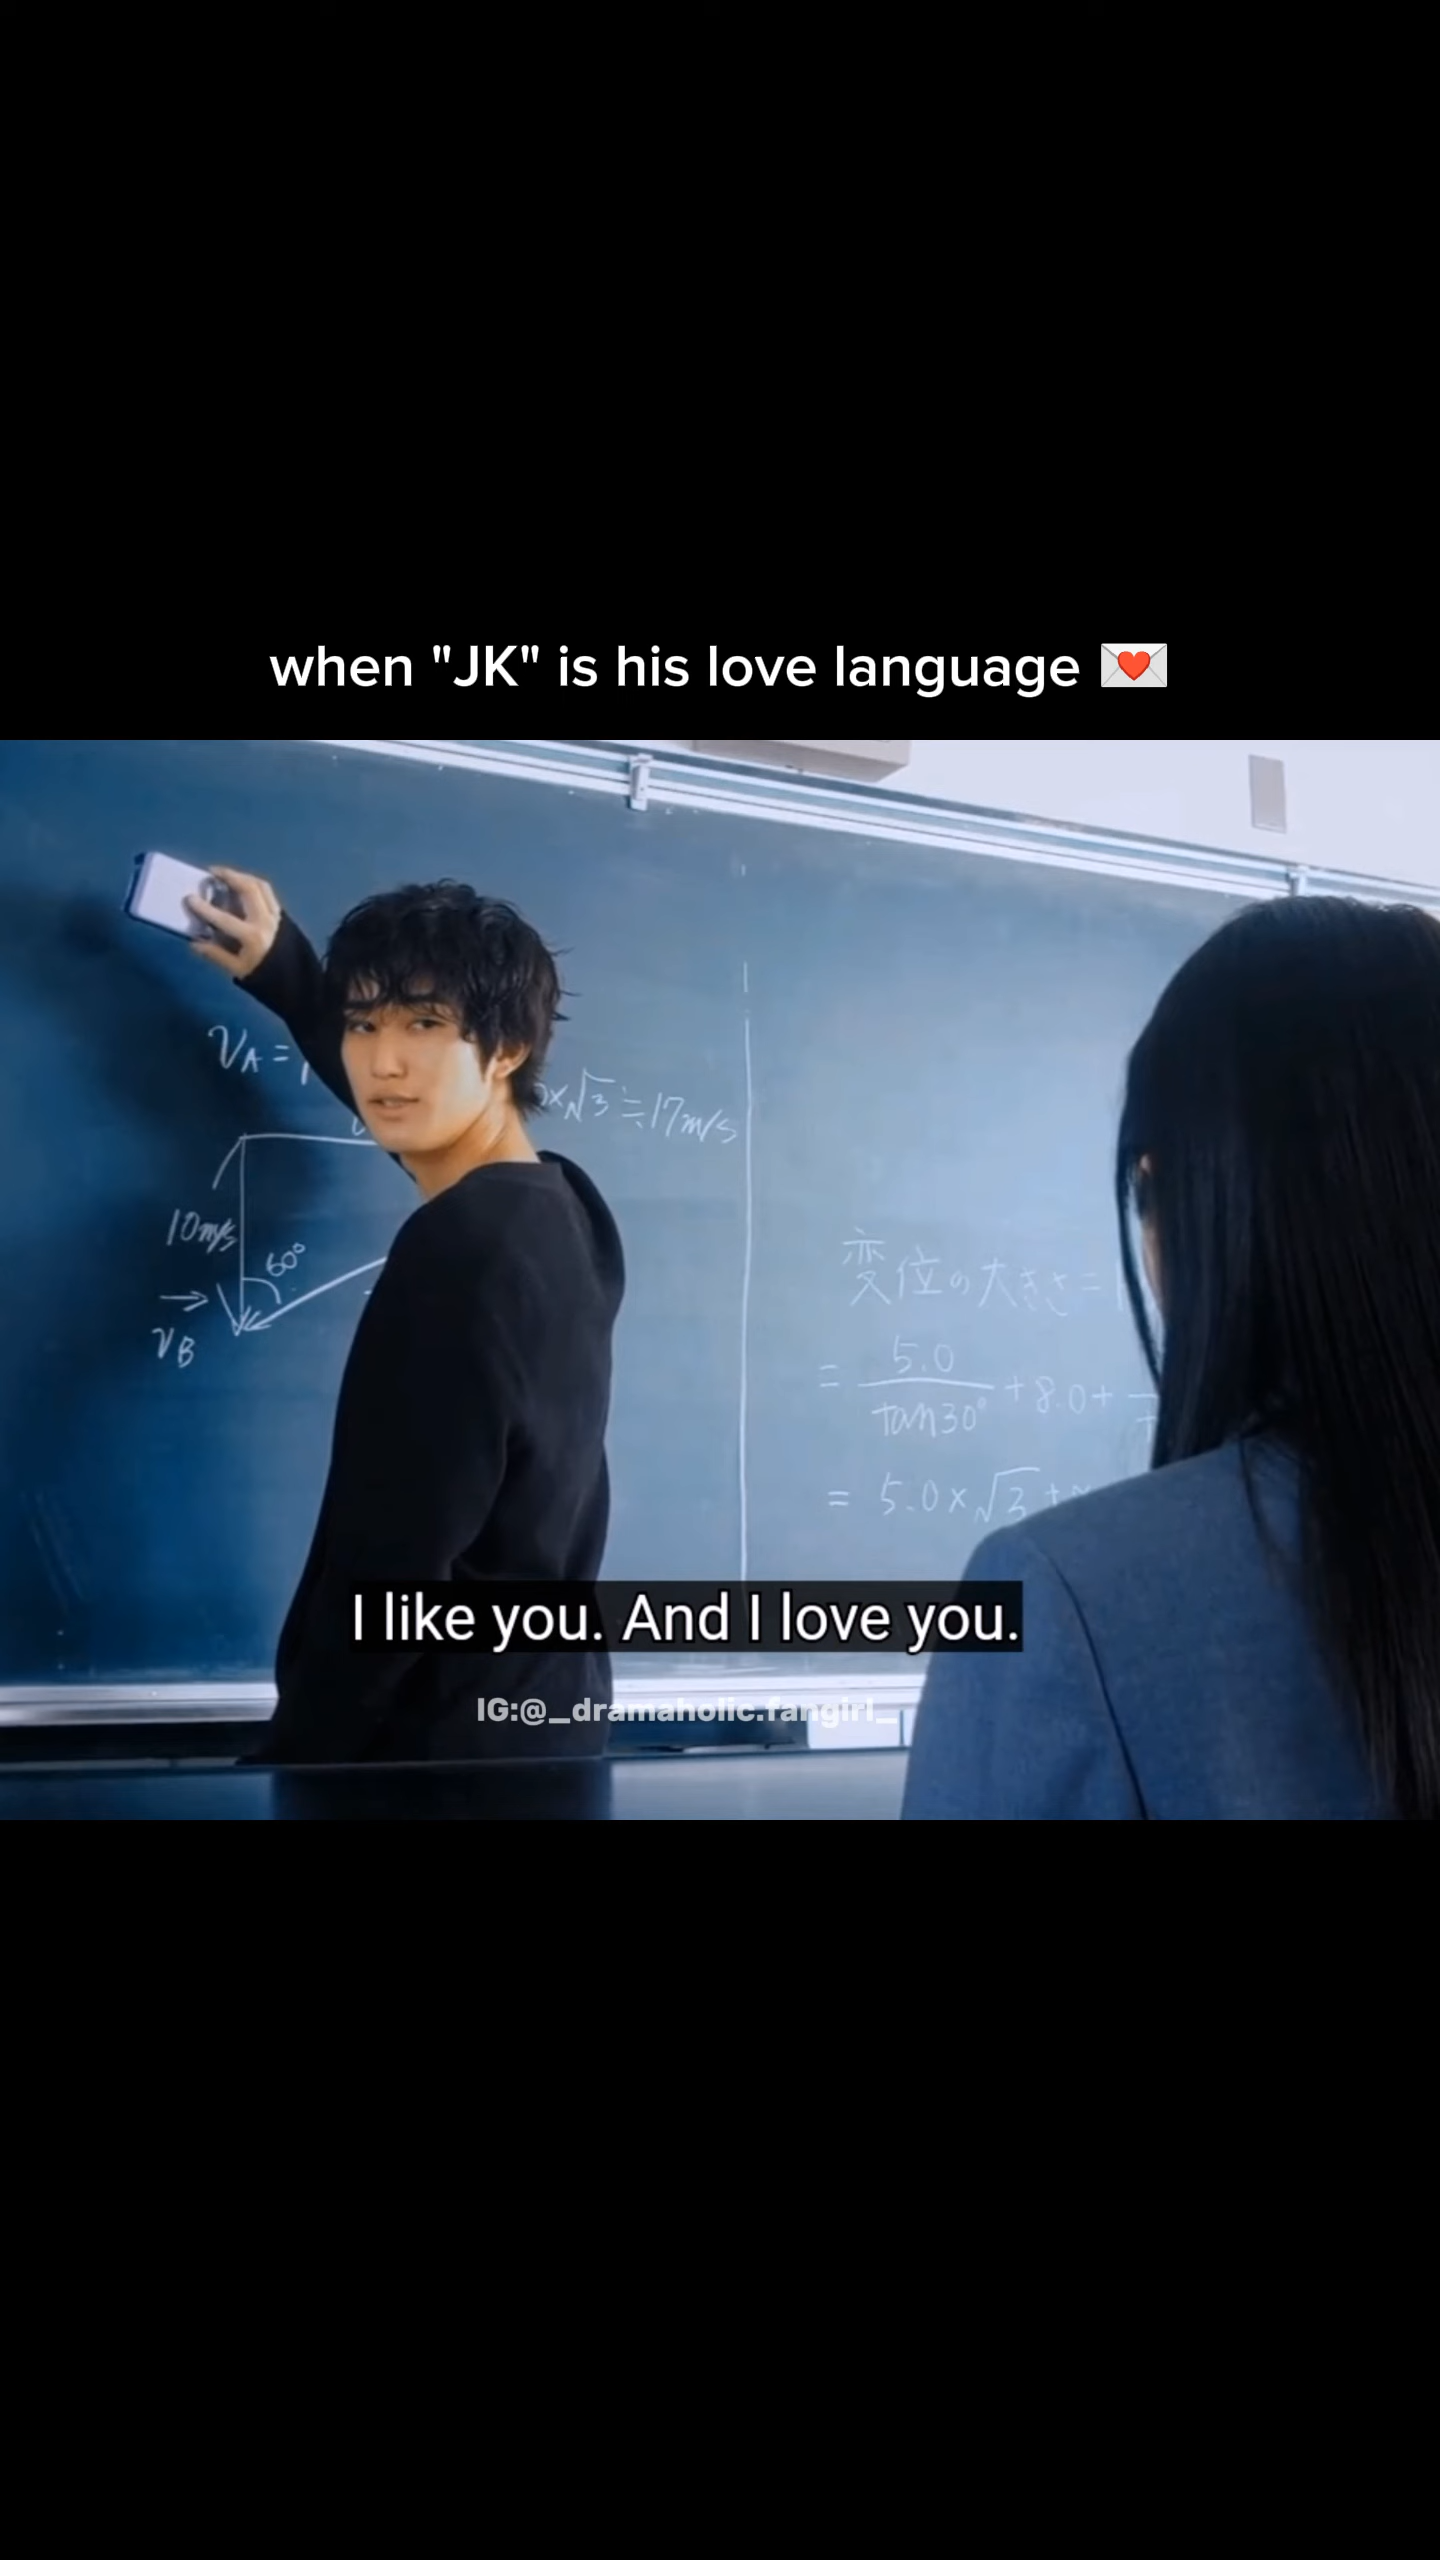 when "JK" is his love language 💌
v_A =
×√3 ≒ 17m/s
10m/s
60°
v_B
変位の大きさ =
= 5.0/tan30° + 8.0 +
= 5.0 × √3 +
I like you. And I love you.
IG:@_dramaholic.fangirl_